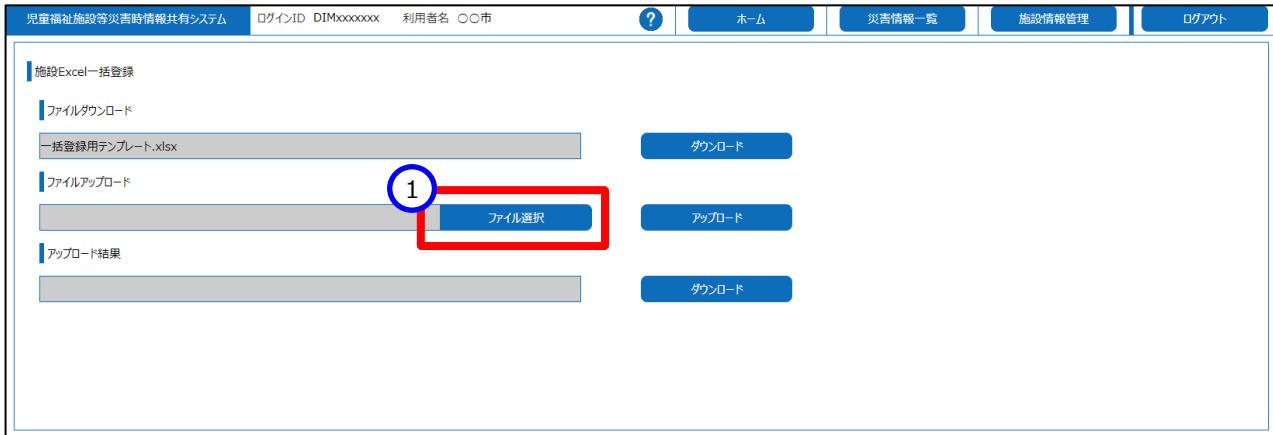 児童福祉施設等災害時情報共有システム ログインID DIMxxxxxxx 利用者名 〇〇市 ? ホーム 災害情報一覧 施設情報管理 ログアウト
施設Excel一括登録
ファイルダウンロード
一括登録用テンプレート.xlsx ダウンロード
ファイルアップロード
1
ファイル選択 アップロード
アップロード結果
ダウンロード